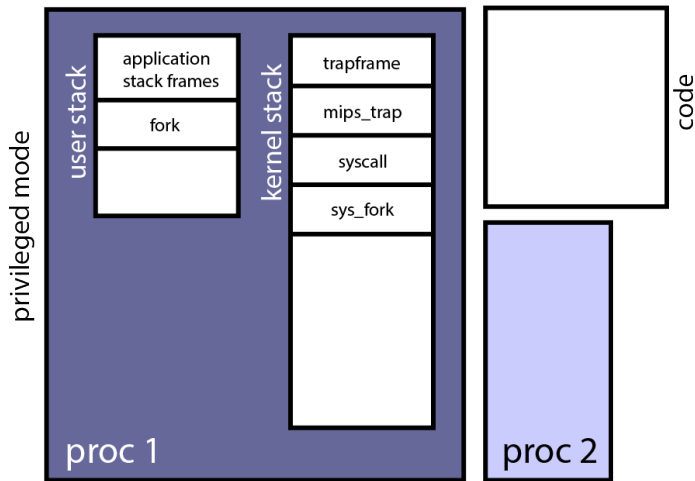 privileged mode
user stack
application
stack frames
fork
kernel stack
trapframe
mips_trap
syscall
sys_fork
code
proc 1
proc 2